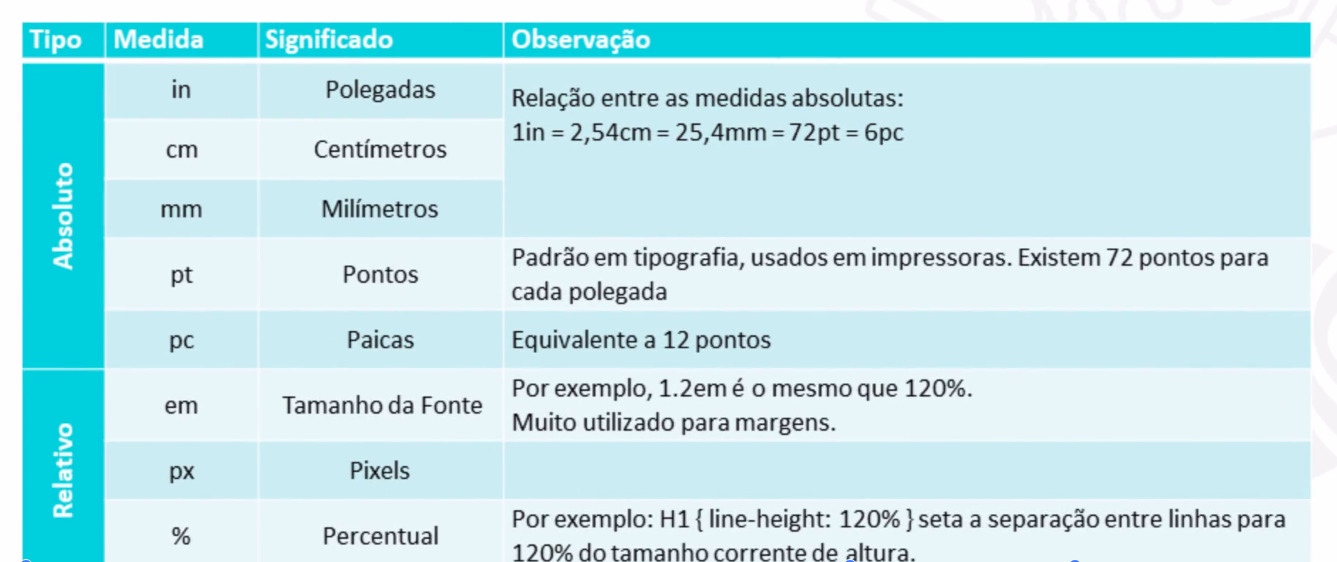 Tipo Medida Significado Observação
Absoluto
in Polegadas
Relação entre as medidas absolutas:
1in = 2,54cm = 25,4mm = 72pt = 6pc
cm Centímetros
mm Milímetros
pt Pontos
Padrão em tipografia, usados em impressoras. Existem 72 pontos para
cada polegada
pc Paicas Equivalente a 12 pontos
Relativo
em Tamanho da Fonte
Por exemplo, 1.2em é o mesmo que 120%.
Muito utilizado para margens.
px Pixels
% Percentual
Por exemplo: H1 { line-height: 120% } seta a separação entre linhas para
120% do tamanho corrente de altura.